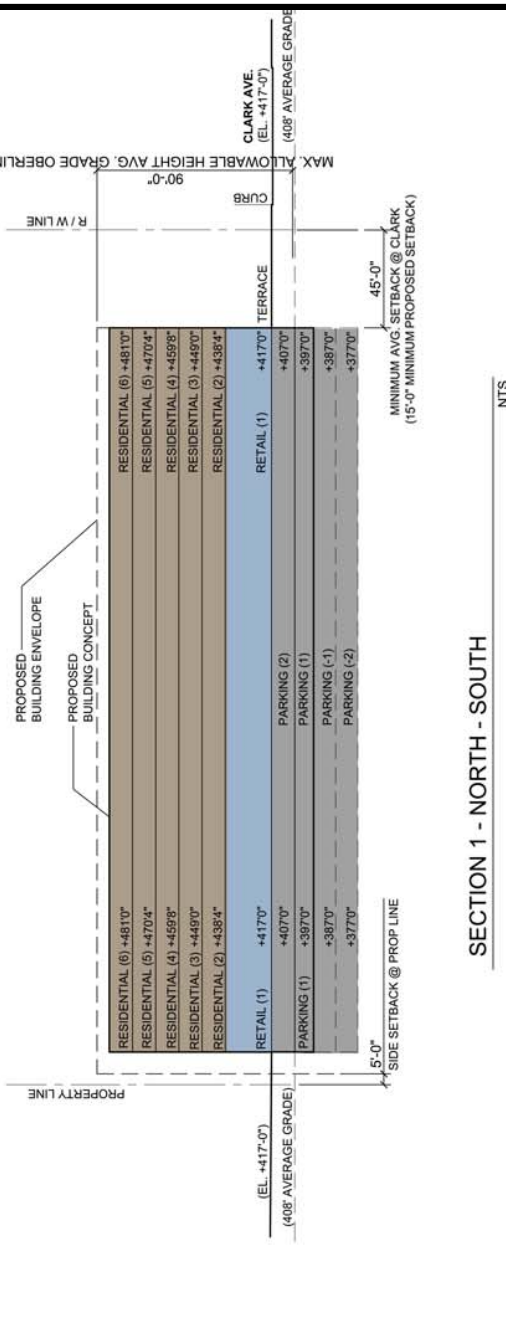 PROPOSED
BUILDING ENVELOPE
PROPOSED
BUILDING CONCEPT
R / W LINE
PROPERTY LINE
90'-0"
MAX. ALLOWABLE HEIGHT AVG. GRADE OBERLIN
CURB
CLARK AVE.
(EL. +417'-0")
(408' AVERAGE GRADE
TERRACE
RESIDENTIAL (6) +481'0"
RESIDENTIAL (6) +481'0"
RESIDENTIAL (5) +470'4"
RESIDENTIAL (5) +470'4"
RESIDENTIAL (4) +459'8"
RESIDENTIAL (4) +459'8"
RESIDENTIAL (3) +449'0"
RESIDENTIAL (3) +449'0"
RESIDENTIAL (2) +438'4"
RESIDENTIAL (2) +438'4"
RETAIL (1) +417'0"
RETAIL (1) +417'0"
+407'0" PARKING (2) +407'0"
PARKING (1) +397'0" PARKING (1) +397'0"
+387'0" PARKING (-1) +387'0"
+377'0" PARKING (-2) +377'0"
(EL. +417'-0")
(408' AVERAGE GRADE)
5'-0"
SIDE SETBACK @ PROP LINE
45'-0"
MINIMUM AVG. SETBACK @ CLARK
(15'-0" MINIMUM PROPOSED SETBACK)
SECTION 1 - NORTH - SOUTH
NTS